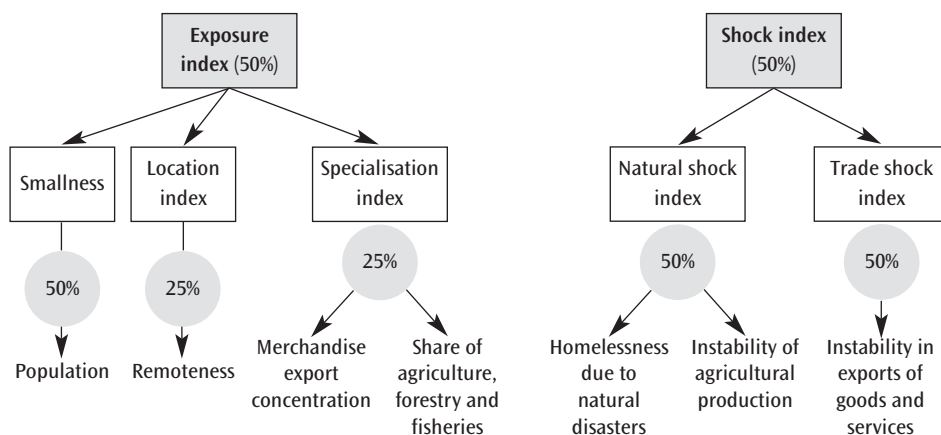 Exposure
index (50%)
Shock index
(50%)
Smallness
Location
index
Specialisation
index
Natural shock
index
Trade shock
index
50%
25%
25%
50%
50%
Population
Remoteness
Merchandise
export
concentration
Share of
agriculture,
forestry and
fisheries
Homelessness
due to
natural
disasters
Instability of
agricultural
production
Instability in
exports of
goods and
services